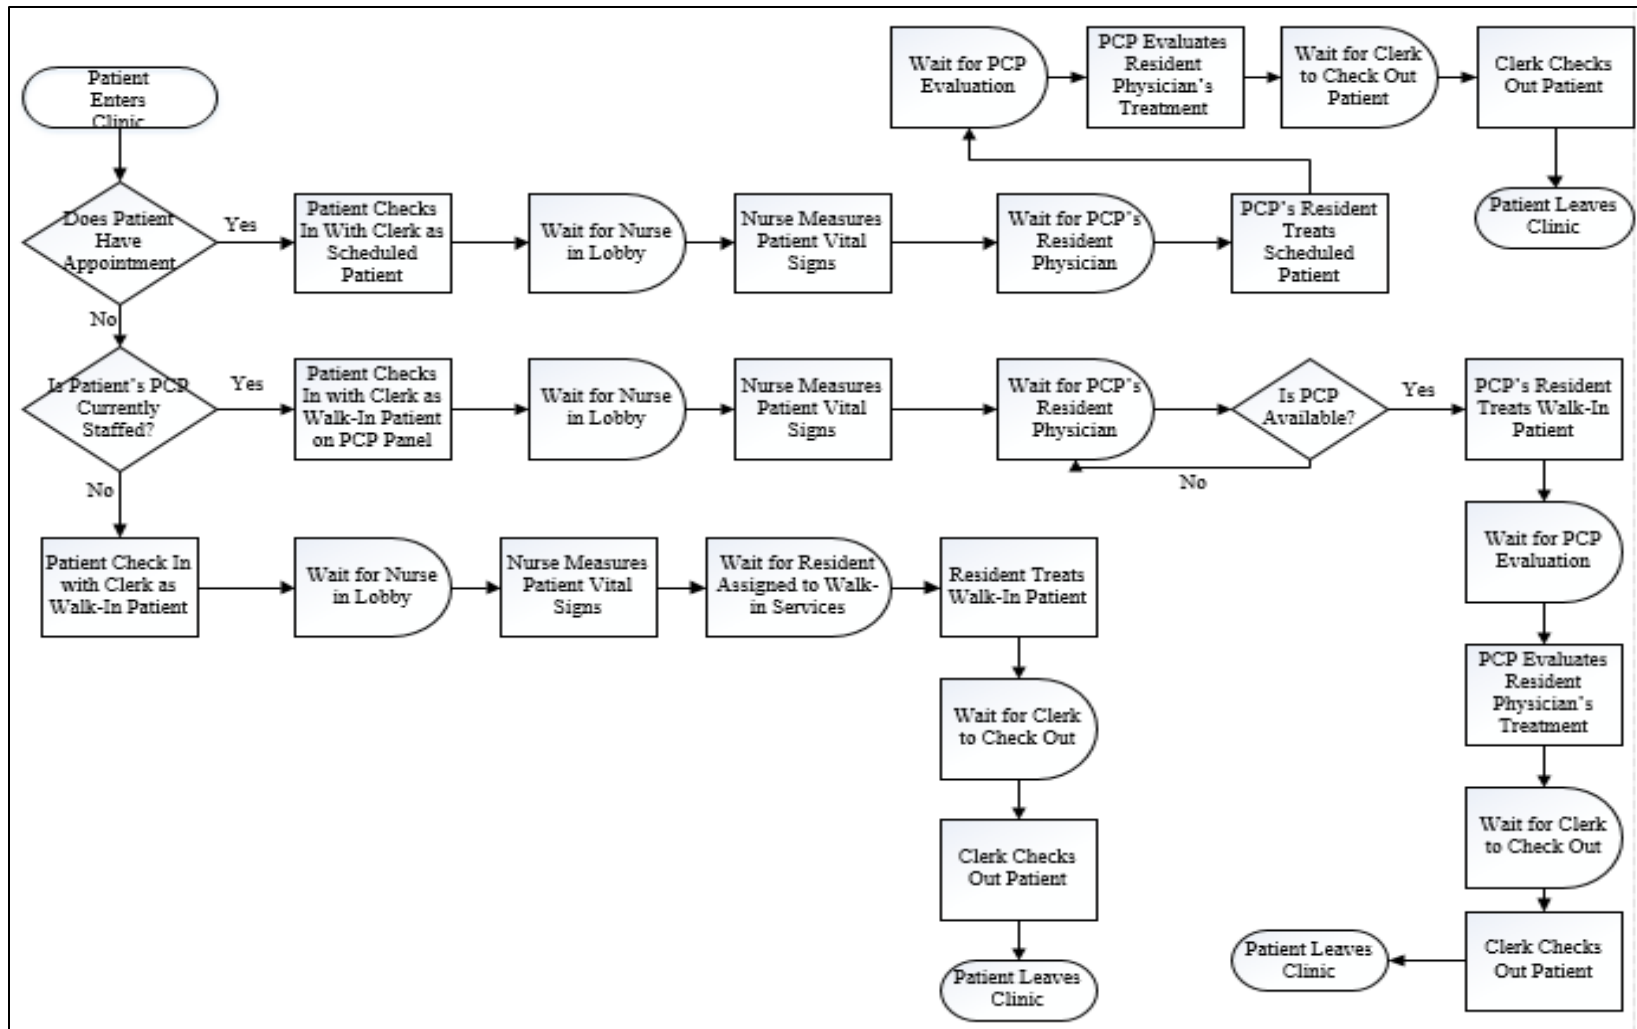 Patient
Enters
Clinic
Wait for PCP
Evaluation
PCP Evaluates
Resident
Physician's
Treatment
Wait for Clerk
to Check Out
Patient
Clerk Checks
Out Patient
Patient Leaves
Clinic
Does Patient
Have
Appointment
Yes
Patient Checks
In With Clerk as
Scheduled
Patient
Wait for Nurse
in Lobby
Nurse Measures
Patient Vital
Signs
Wait for PCP's
Resident
Physician
PCP's Resident
Treats
Scheduled
Patient
No
Is Patient's PCP
Currently
Staffed?
Yes
Patient Checks
In with Clerk as
Walk-In Patient
on PCP Panel
Wait for Nurse
in Lobby
Nurse Measures
Patient Vital
Signs
Wait for PCP's
Resident
Physician
Is PCP
Available?
Yes
PCP's Resident
Treats Walk-In
Patient
No
No
Wait for PCP
Evaluation
Patient Check In
with Clerk as
Walk-In Patient
Wait for Nurse
in Lobby
Nurse Measures
Patient Vital
Signs
Wait for Resident
Assigned to Walk-
in Services
Resident Treats
Walk-In Patient
PCP Evaluates
Resident
Physician's
Treatment
Wait for Clerk
to Check Out
Wait for Clerk
to Check Out
Clerk Checks
Out Patient
Clerk Checks
Out Patient
Patient Leaves
Clinic
Patient Leaves
Clinic